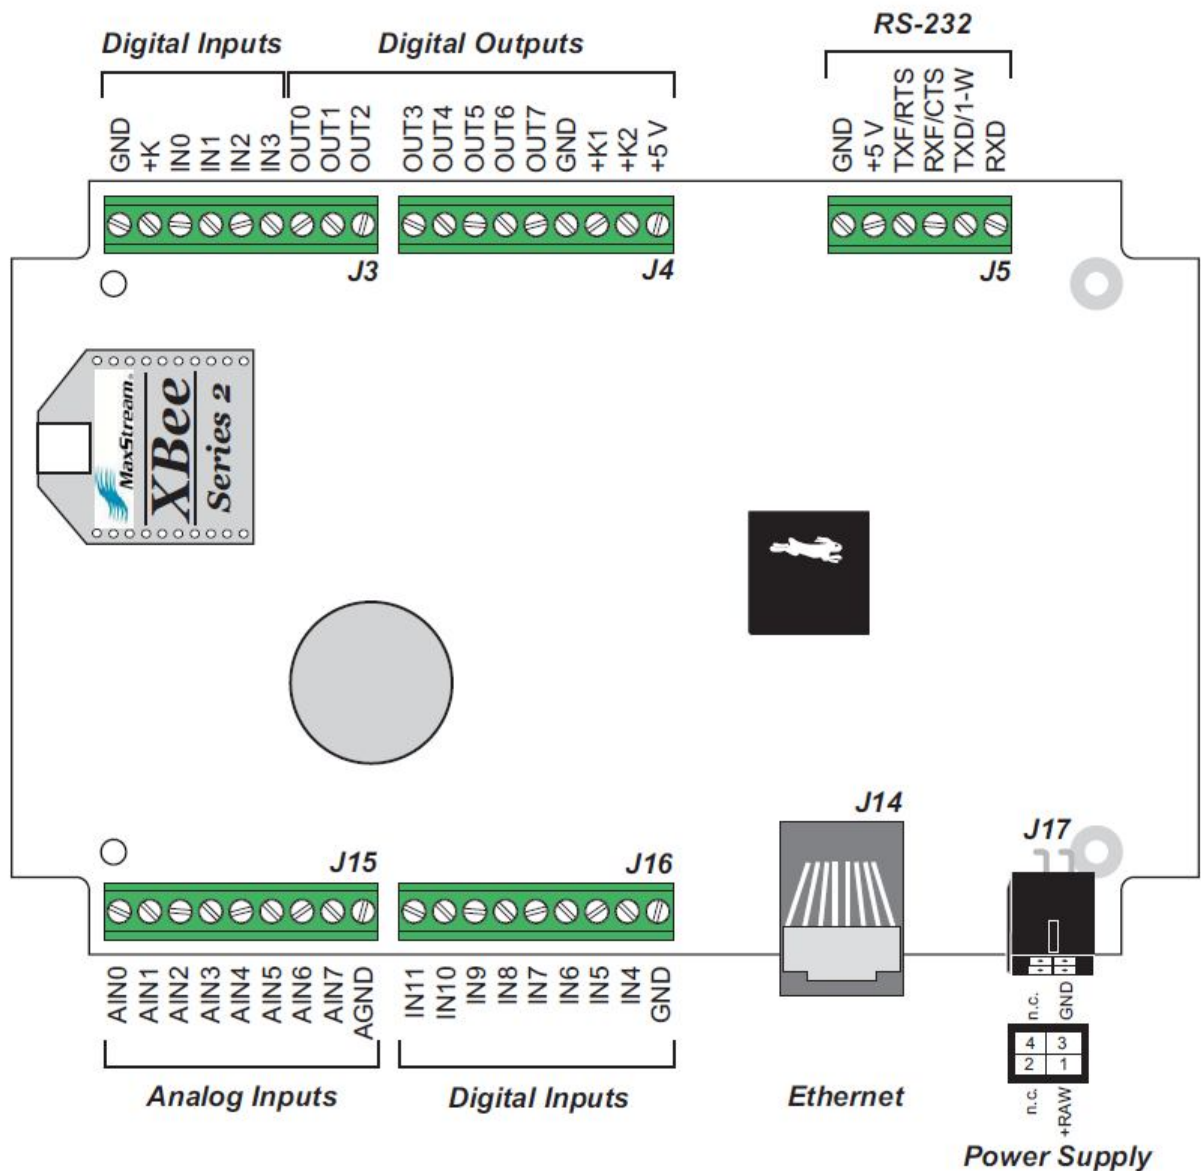 RS-232
Digital Inputs
Digital Outputs
GND
+K
IN0
IN1
IN2
IN3
OUT0
OUT1
OUT2
OUT3
OUT4
OUT5
OUT6
OUT7
GND
+K1
+K2
+5 V
GND
+5 V
TXF/RTS
RXF/CTS
TXD/1-W
RXD
J3
J4
J5
MaxStream®
XBee
Series 2
J14
J15
J16
J17
AIN0
AIN1
AIN2
AIN3
AIN4
AIN5
AIN6
AIN7
AGND
IN11
IN10
IN9
IN8
IN7
IN6
IN5
IN4
GND
n.c.
GND
4 3
2 1
n.c.
+RAW
Analog Inputs
Digital Inputs
Ethernet
Power Supply